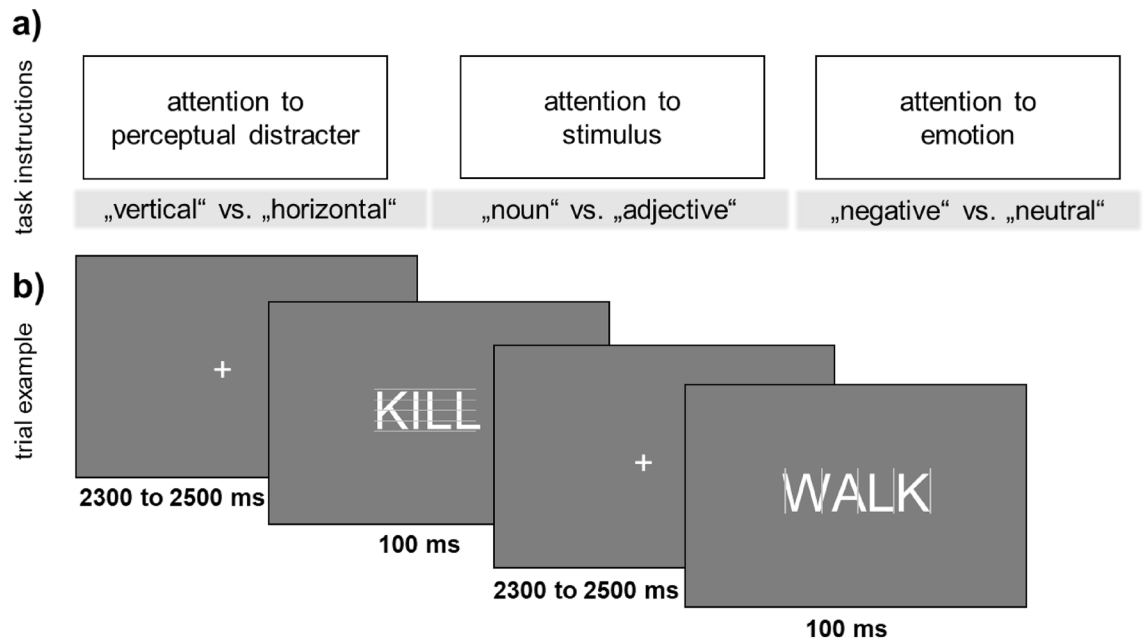 a)
task instructions
attention to
perceptual distracter
attention to
stimulus
attention to
emotion
„vertical“ vs. „horizontal“
„noun“ vs. „adjective“
„negative“ vs. „neutral“
b)
trial example
+
2300 to 2500 ms
KILL
100 ms
+
2300 to 2500 ms
WALK
100 ms